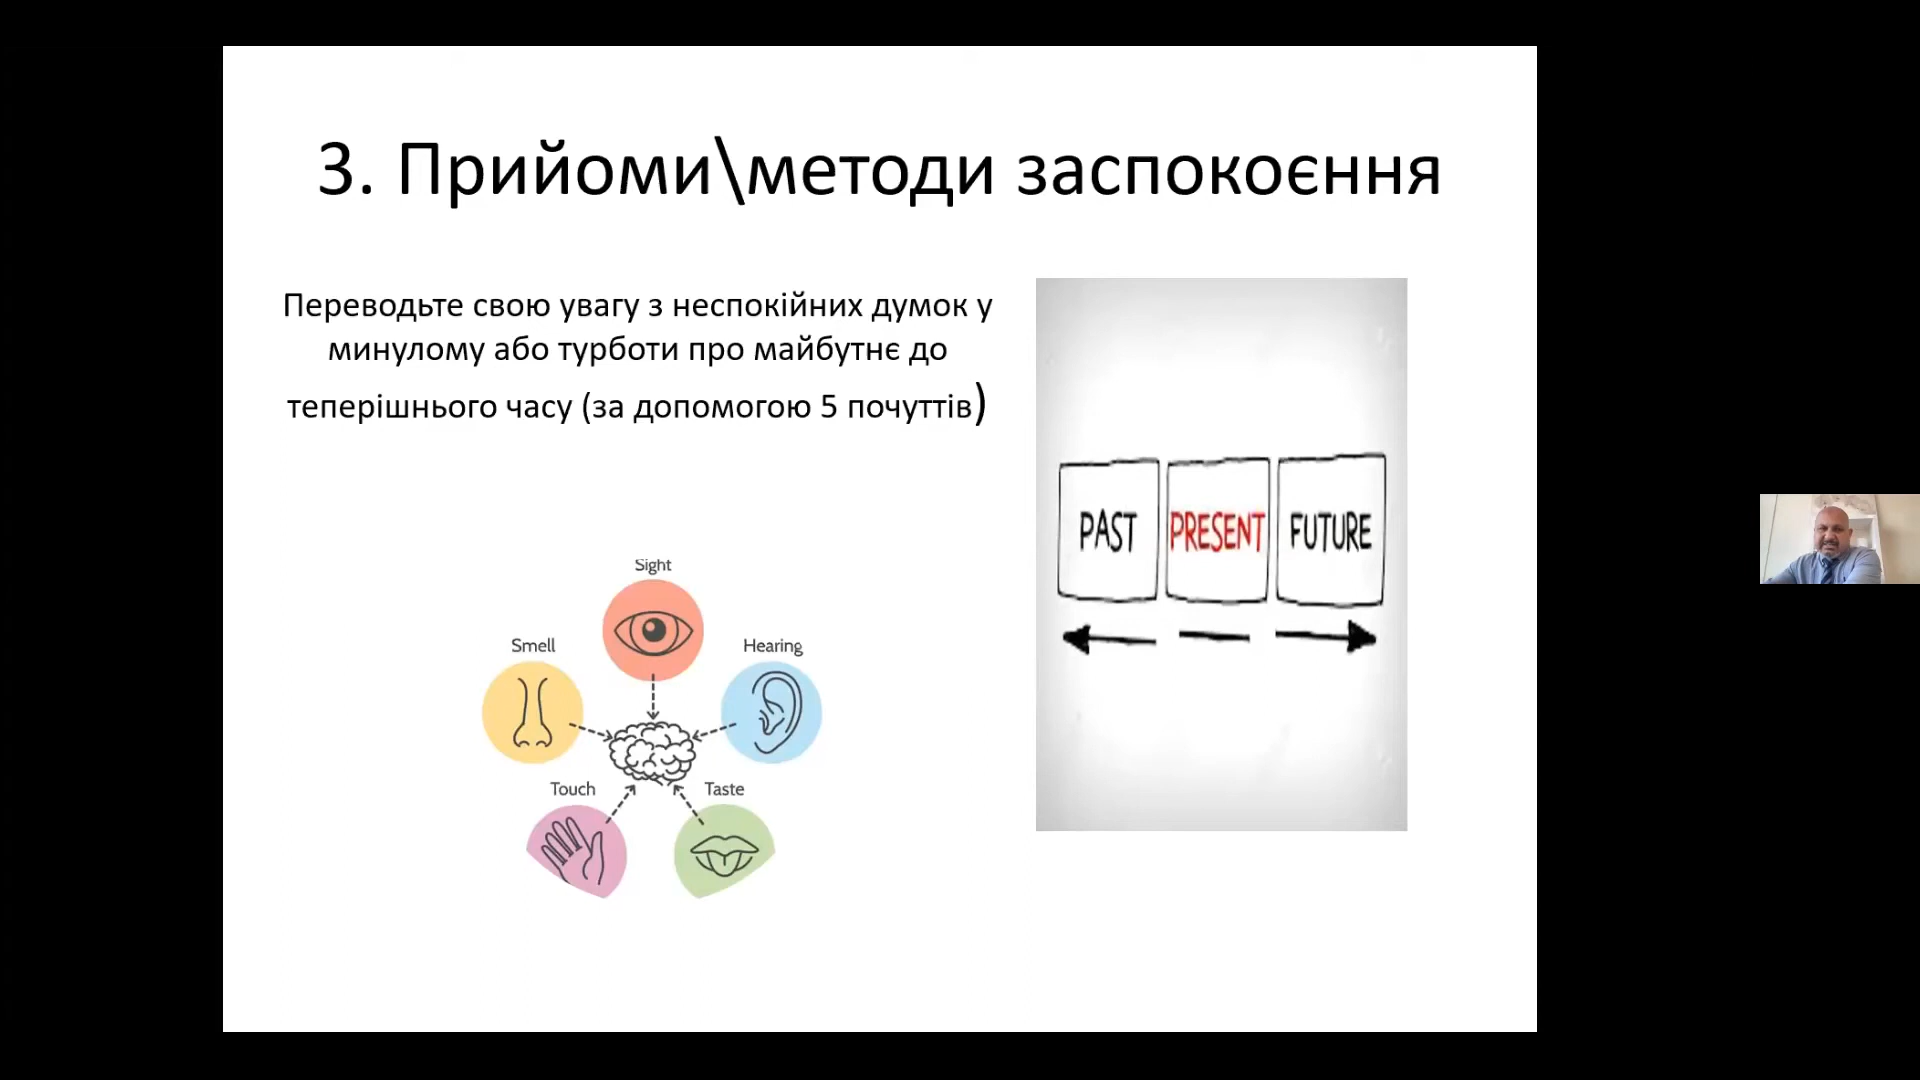 3. Прийоми\методи заспокоєння
Переводьте свою увагу з неспокійних думок у
минулому або турботи про майбутнє до
теперішнього часу (за допомогою 5 почуттів)
Sight
Smell
Hearing
Touch
Taste
PAST PRESENT FUTURE